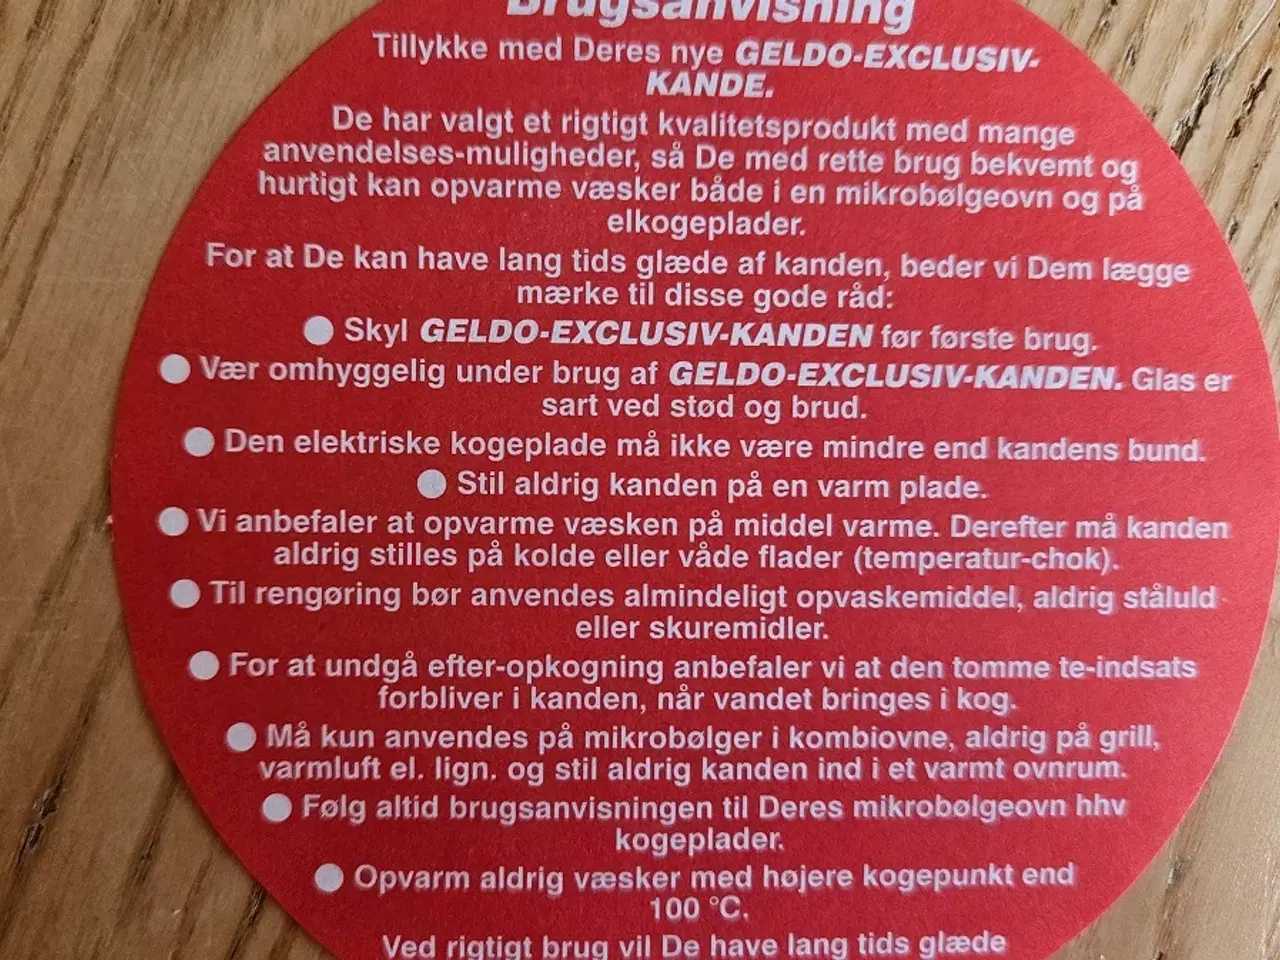 Brugsanvisning
Tillykke med Deres nye GELDO-EXCLUSIV-
KANDE.
De har valgt et rigtigt kvalitetsprodukt med mange
anvendelses-muligheder, så De med rette brug bekvemt og
hurtigt kan opvarme væsker både i en mikrobølgeovn og på
elkogeplader.
For at De kan have lang tids glæde af kanden, beder vi Dem lægge
mærke til disse gode råd:
● Skyl GELDO-EXCLUSIV-KANDEN før første brug.
● Vær omhyggelig under brug af GELDO-EXCLUSIV-KANDEN. Glas er
sart ved stød og brud.
● Den elektriske kogeplade må ikke være mindre end kandens bund.
● Stil aldrig kanden på en varm plade.
● Vi anbefaler at opvarme væsken på middel varme. Derefter må kanden
aldrig stilles på kolde eller våde flader (temperatur-chok).
● Til rengøring bør anvendes almindeligt opvaskemiddel, aldrig ståluld
eller skuremidler.
● For at undgå efter-opkogning anbefaler vi at den tomme te-indsats
forbliver i kanden, når vandet bringes i kog.
● Må kun anvendes på mikrobølger i kombiovne, aldrig på grill,
varmluft el. lign. og stil aldrig kanden ind i et varmt ovnrum.
● Følg altid brugsanvisningen til Deres mikrobølgeovn hhv
kogeplader.
● Opvarm aldrig væsker med højere kogepunkt end
100 °C.
Ved rigtigt brug vil De have lang tids glæde